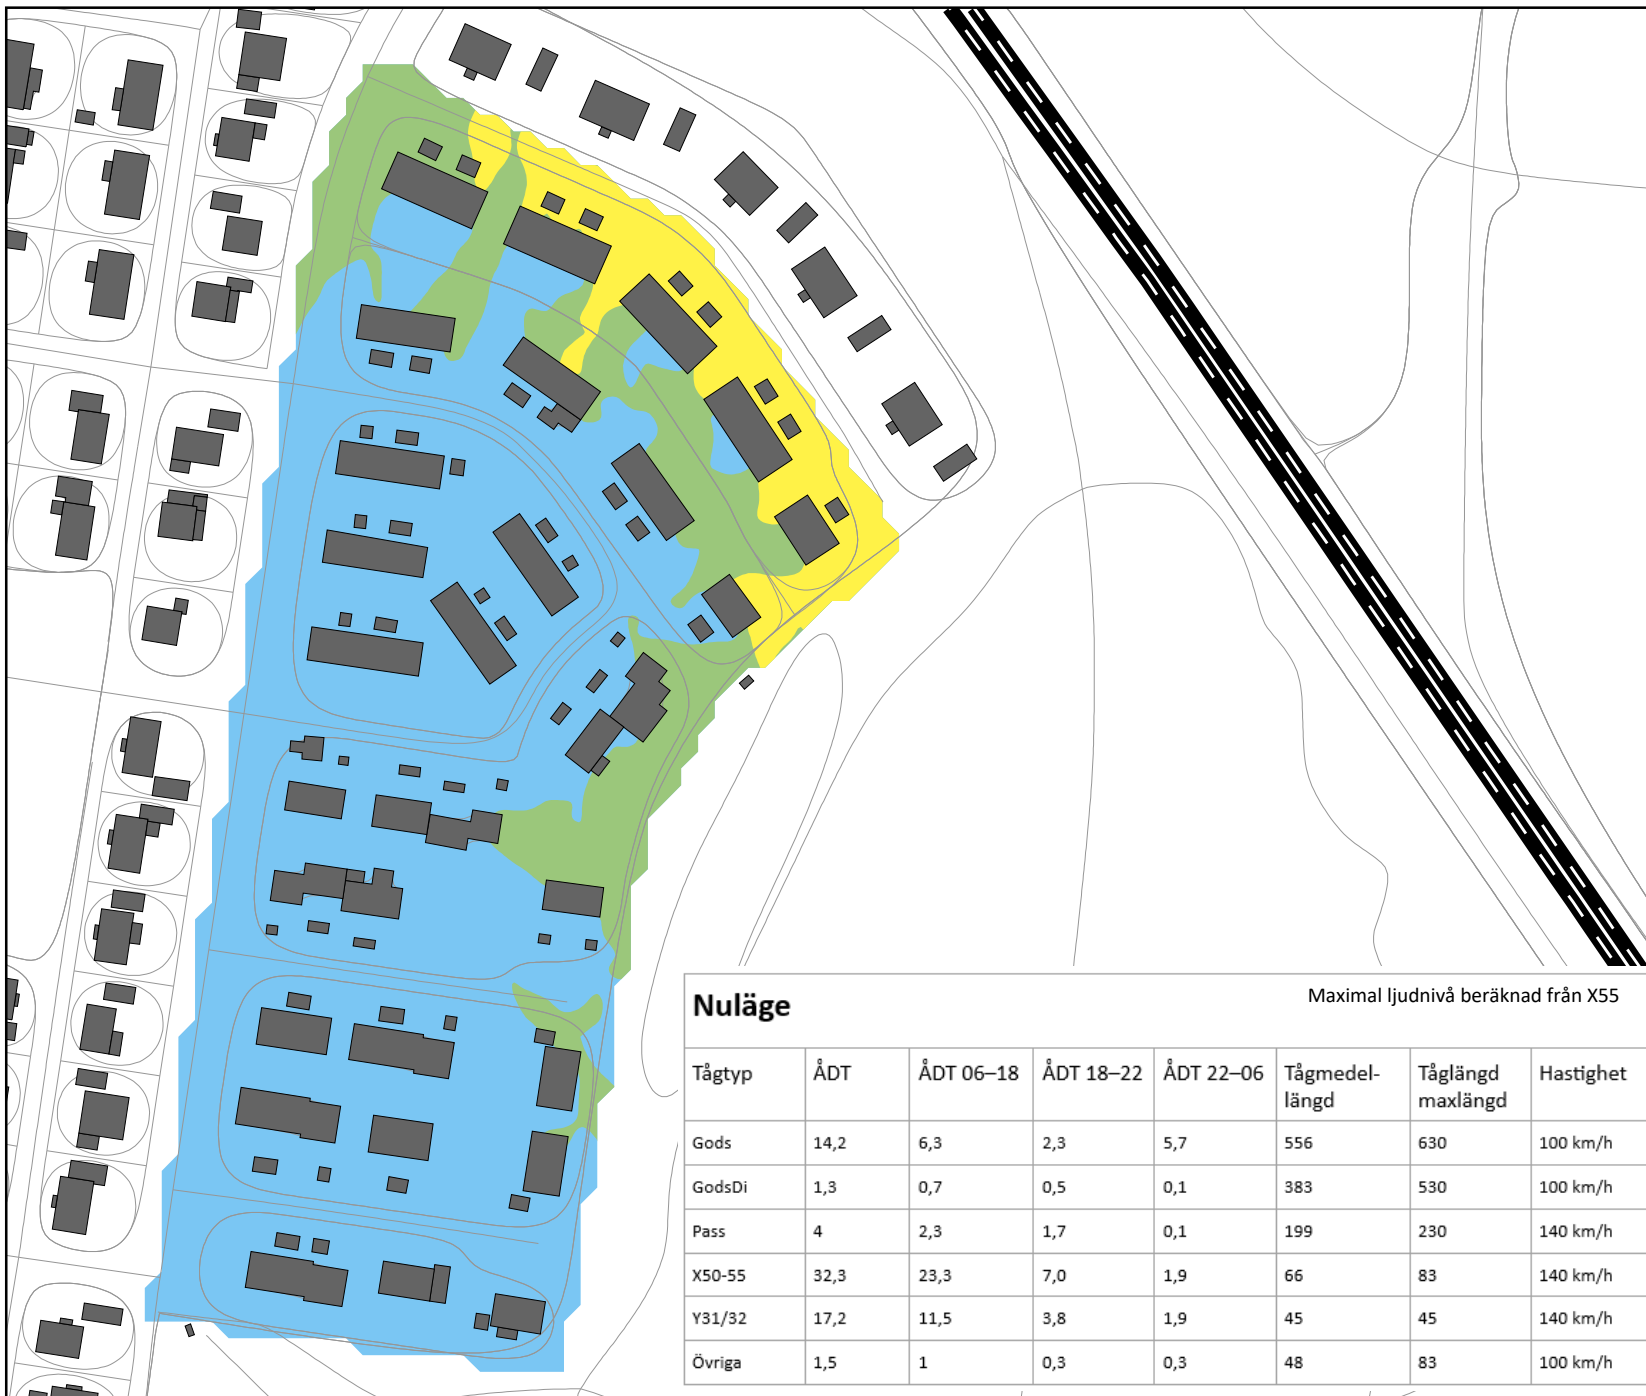 Nuläge
Maximal ljudnivå beräknad från X55
Tågtyp ÅDT ÅDT 06–18 ÅDT 18–22 ÅDT 22–06 Tågmedel- Tåglängd Hastighet
längd maxlängd
Gods 14,2 6,3 2,3 5,7 556 630 100 km/h
GodsDi 1,3 0,7 0,5 0,1 383 530 100 km/h
Pass 4 2,3 1,7 0,1 199 230 140 km/h
X50-55 32,3 23,3 7,0 1,9 66 83 140 km/h
Y31/32 17,2 11,5 3,8 1,9 45 45 140 km/h
Övriga 1,5 1 0,3 0,3 48 83 100 km/h